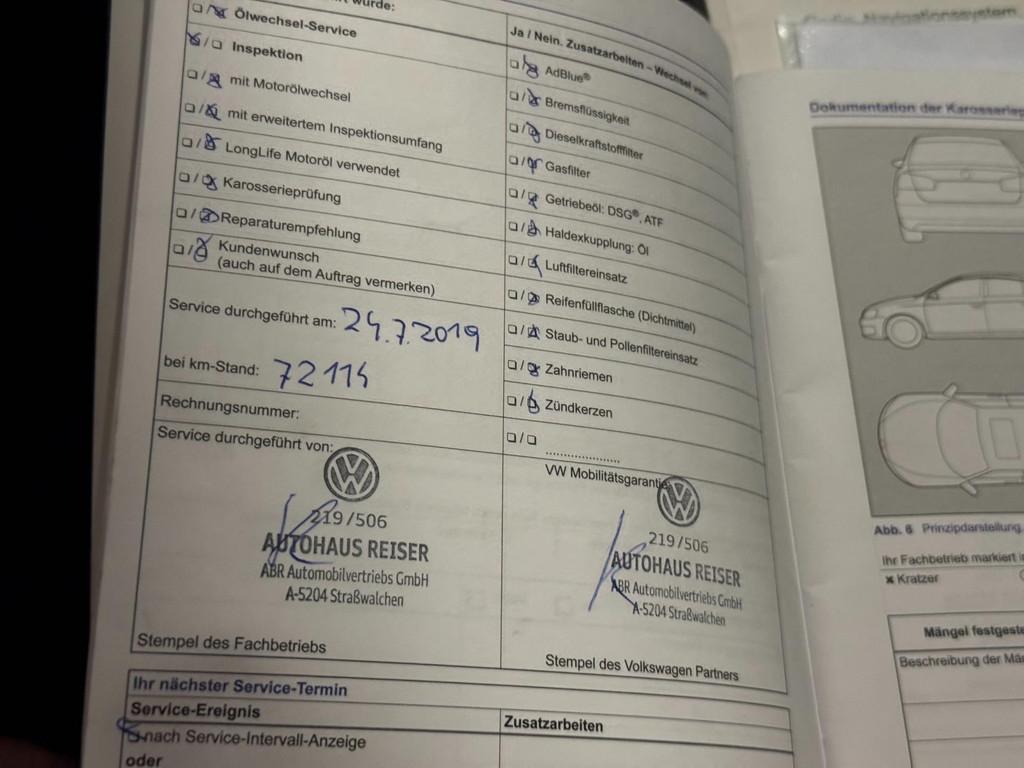 wurde:
☐/☒ Ölwechsel-Service
☒/☐ Inspektion
☐/☒ mit Motorölwechsel
☐/☒ mit erweitertem Inspektionsumfang
☐/☒ LongLife Motoröl verwendet
☐/☒ Karosserieprüfung
☐/☒ Reparaturempfehlung
☐/☒ Kundenwunsch
(auch auf dem Auftrag vermerken)
Service durchgeführt am: 24.7.2019
bei km-Stand: 72114
Rechnungsnummer:
Service durchgeführt von:
219/506
AUTOHAUS REISER
ABR Automobilvertriebs GmbH
A-5204 Straßwalchen
Stempel des Fachbetriebs
Ja / Nein. Zusatzarbeiten – Wechsel von:
☐/☒ AdBlue®
☐/☒ Bremsflüssigkeit
☐/☒ Dieselkraftstofffilter
☐/☒ Gasfilter
☐/☒ Getriebeöl: DSG®, ATF
☐/☒ Haldexkupplung: Öl
☐/☒ Luftfiltereinsatz
☐/☒ Reifenfüllflasche (Dichtmittel)
☐/☒ Staub- und Pollenfiltereinsatz
☐/☒ Zahnriemen
☐/☒ Zündkerzen
☐/☐ ....................
VW Mobilitätsgarantie
219/506
AUTOHAUS REISER
ABR Automobilvertriebs GmbH
A-5204 Straßwalchen
Stempel des Volkswagen Partners
Ihr nächster Service-Termin
Service-Ereignis
Zusatzarbeiten
nach Service-Intervall-Anzeige
oder
Navigationssystem
Dokumentation der
Abb. 6 Prinzipdarstellung.
Ihr Fachbetrieb markiert
✖ Kratzer
Mängel
Beschreibung der